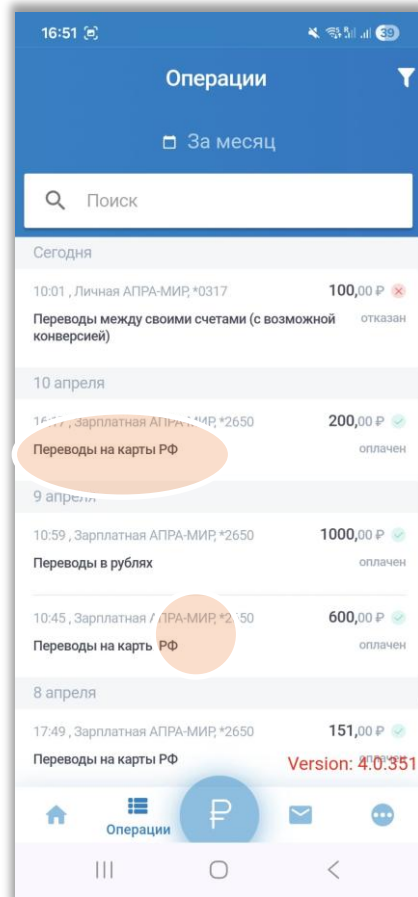 16:51
39
Операции
За месяц
Поиск
Сегодня
10:01 , Личная АПРА-МИР, *0317
100,00 ₽
Переводы между своими счетами (с возможной
отказан
конверсией)
10 апреля
Зарплатная АПРА-МИР, *2650
200,00 ₽
Переводы на карты РФ
оплачен
9 апреля
10:59 , Зарплатная АПРА-МИР, *2650
1000,00 ₽
Переводы в рублях
оплачен
10:45 , Зарплатная АПРА-МИР, *2650
600,00 ₽
Переводы на карты РФ
оплачен
8 апреля
17:49 , Зарплатная АПРА-МИР, *2650
151,00 ₽
Переводы на карты РФ
оплачен
Version: 4.0.351
₽
Операции